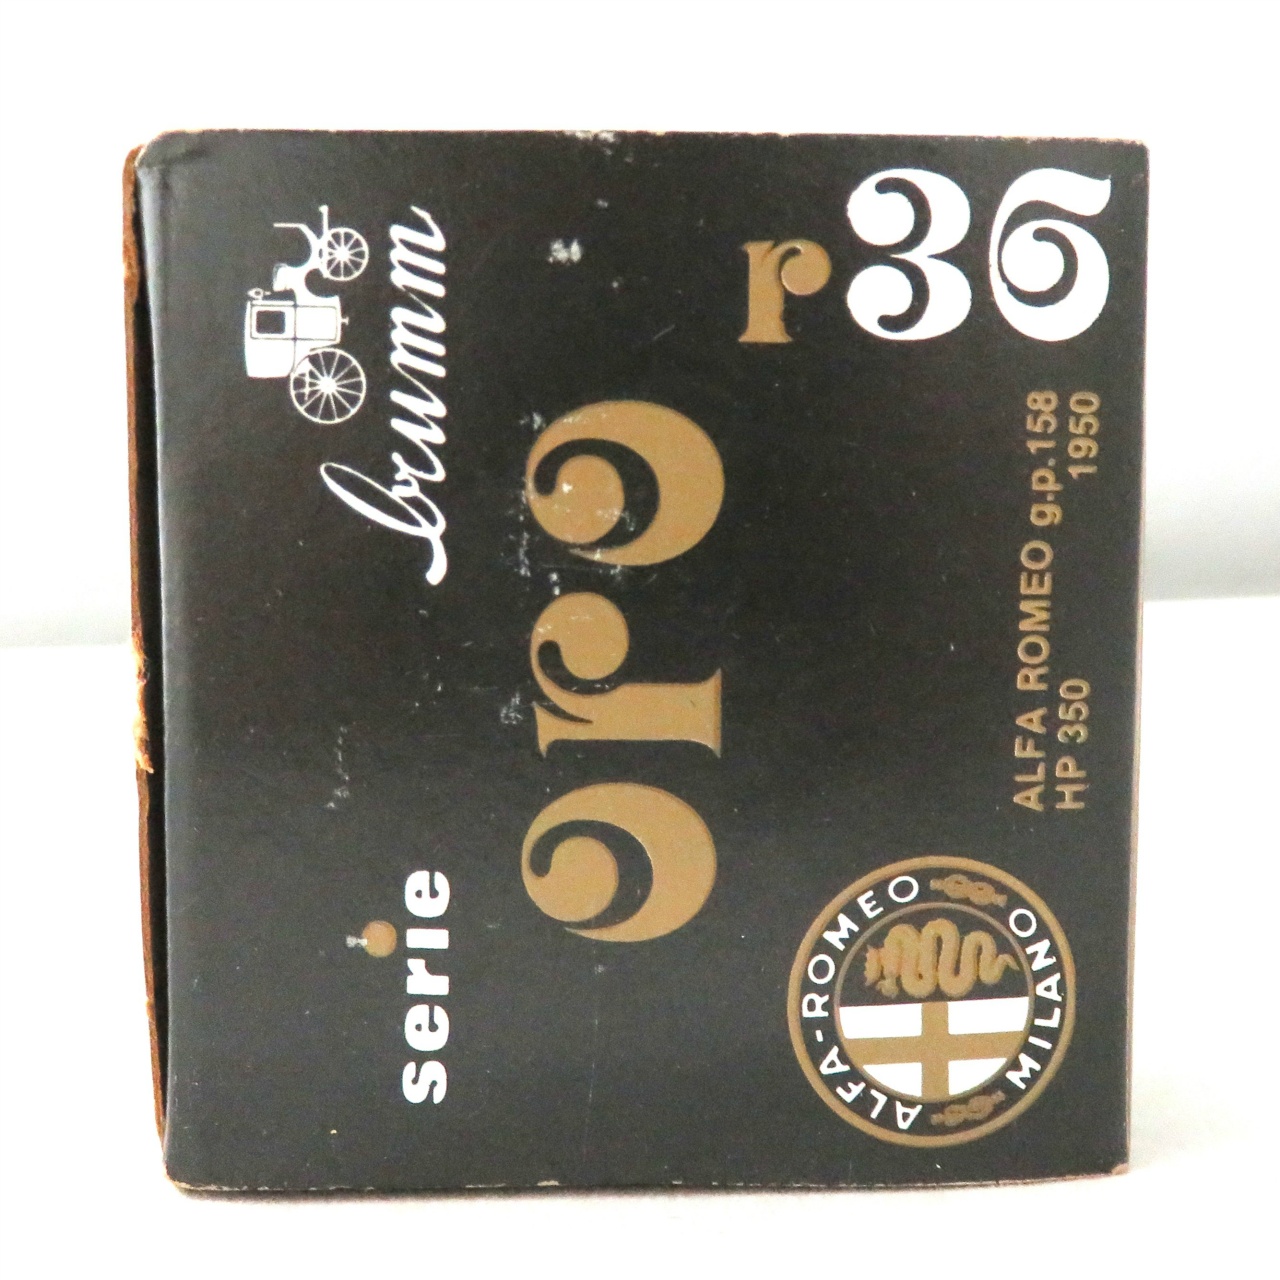 brumm
serie
oro
r36
ALFA ROMEO g.p.158
HP 350 1950
ALFA-ROMEO
MILANO